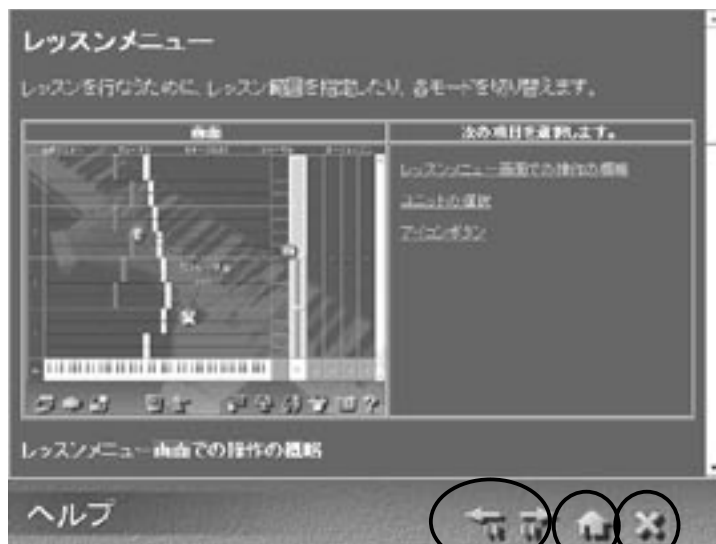 レッスンメニュー
レッスンを行なうために、レッスン範囲を指定したり、各モードを切り替えます。
画面
次の項目を選択します。
レッスンメニュー画面での操作の概略
ユニットの選択
アイコンボタン
レッスンメニュー画面での操作の概略
ヘルプ